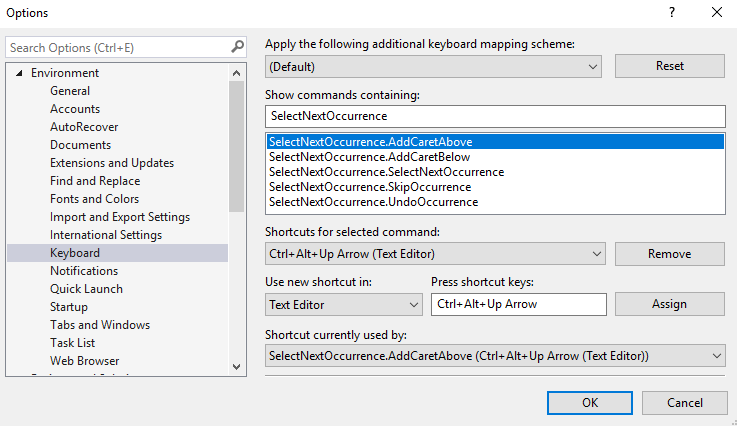 Options
?
Search Options (Ctrl+E)
Environment
General
Accounts
AutoRecover
Documents
Extensions and Updates
Find and Replace
Fonts and Colors
Import and Export Settings
International Settings
Keyboard
Notifications
Quick Launch
Startup
Tabs and Windows
Task List
Web Browser
Apply the following additional keyboard mapping scheme:
(Default)
Reset
Show commands containing:
SelectNextOccurrence
SelectNextOccurrence.AddCaretAbove
SelectNextOccurrence.AddCaretBelow
SelectNextOccurrence.SelectNextOccurrence
SelectNextOccurrence.SkipOccurrence
SelectNextOccurrence.UndoOccurrence
Shortcuts for selected command:
Ctrl+Alt+Up Arrow (Text Editor)
Remove
Use new shortcut in:
Press shortcut keys:
Text Editor
Ctrl+Alt+Up Arrow
Assign
Shortcut currently used by:
SelectNextOccurrence.AddCaretAbove (Ctrl+Alt+Up Arrow (Text Editor))
OK
Cancel